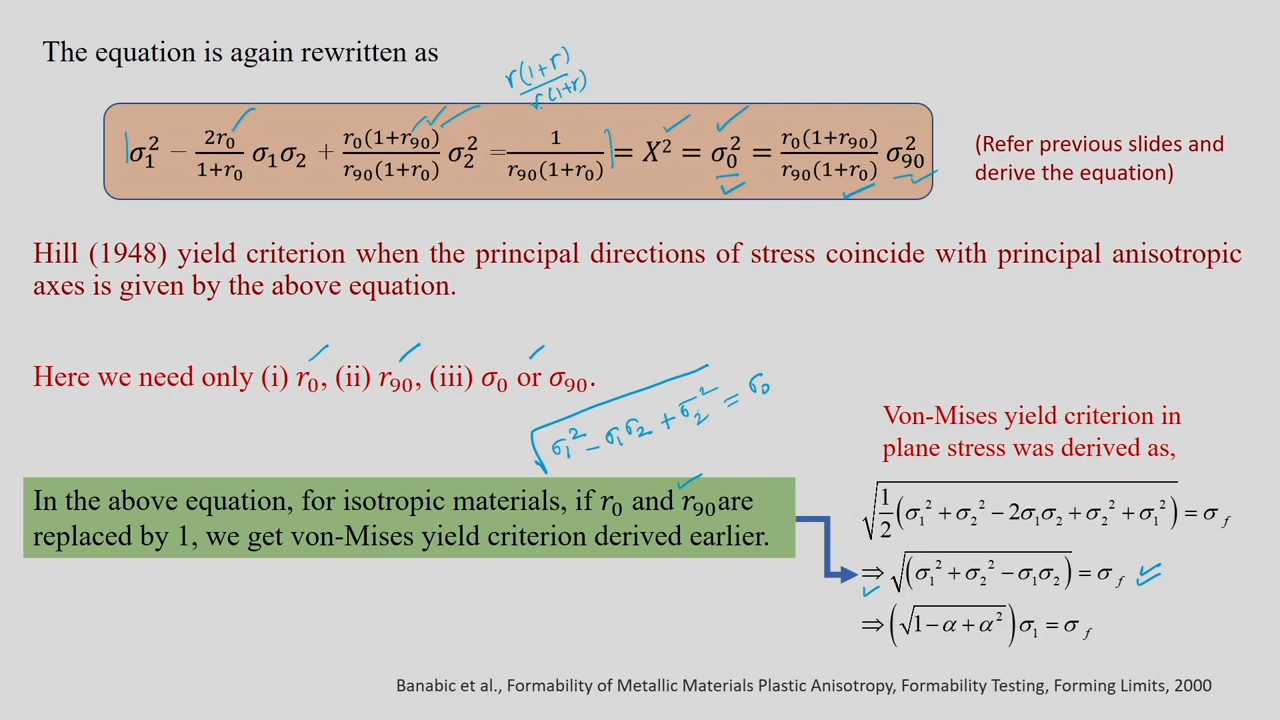 The equation is again rewritten as
r(1+r)/r(1+r)
σ₁² − 2r₀/(1+r₀) σ₁σ₂ + r₀(1+r₉₀)/r₉₀(1+r₀) σ₂² = 1/r₉₀(1+r₀) = X² = σ₀² = r₀(1+r₉₀)/r₉₀(1+r₀) σ₉₀²
(Refer previous slides and
derive the equation)
Hill (1948) yield criterion when the principal directions of stress coincide with principal anisotropic
axes is given by the above equation.
Here we need only (i) r₀, (ii) r₉₀, (iii) σ₀ or σ₉₀.
√(σ₁² − σ₁σ₂ + σ₂²) = σ₀
In the above equation, for isotropic materials, if r₀ and r₉₀ are
replaced by 1, we get von-Mises yield criterion derived earlier.
Von-Mises yield criterion in
plane stress was derived as,
√(1/2(σ₁² + σ₂² − 2σ₁σ₂ + σ₂² + σ₁²)) = σ_f
⇒ √(σ₁² + σ₂² − σ₁σ₂) = σ_f
⇒ (√(1 − α + α²))σ₁ = σ_f
Banabic et al., Formability of Metallic Materials Plastic Anisotropy, Formability Testing, Forming Limits, 2000